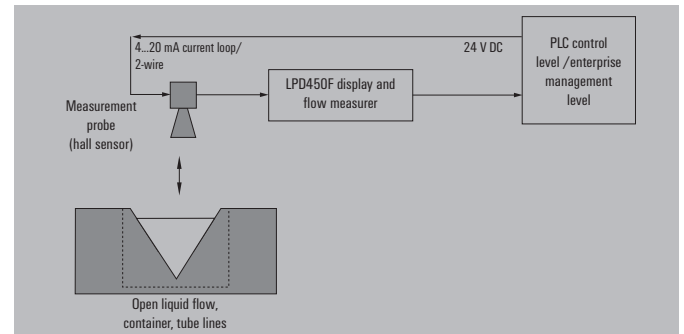 4...20 mA current loop/
2-wire
24 V DC
PLC control
level /enterprise
management
level
LPD450F display and
flow measurer
Measurement
probe
(hall sensor)
Open liquid flow,
container, tube lines